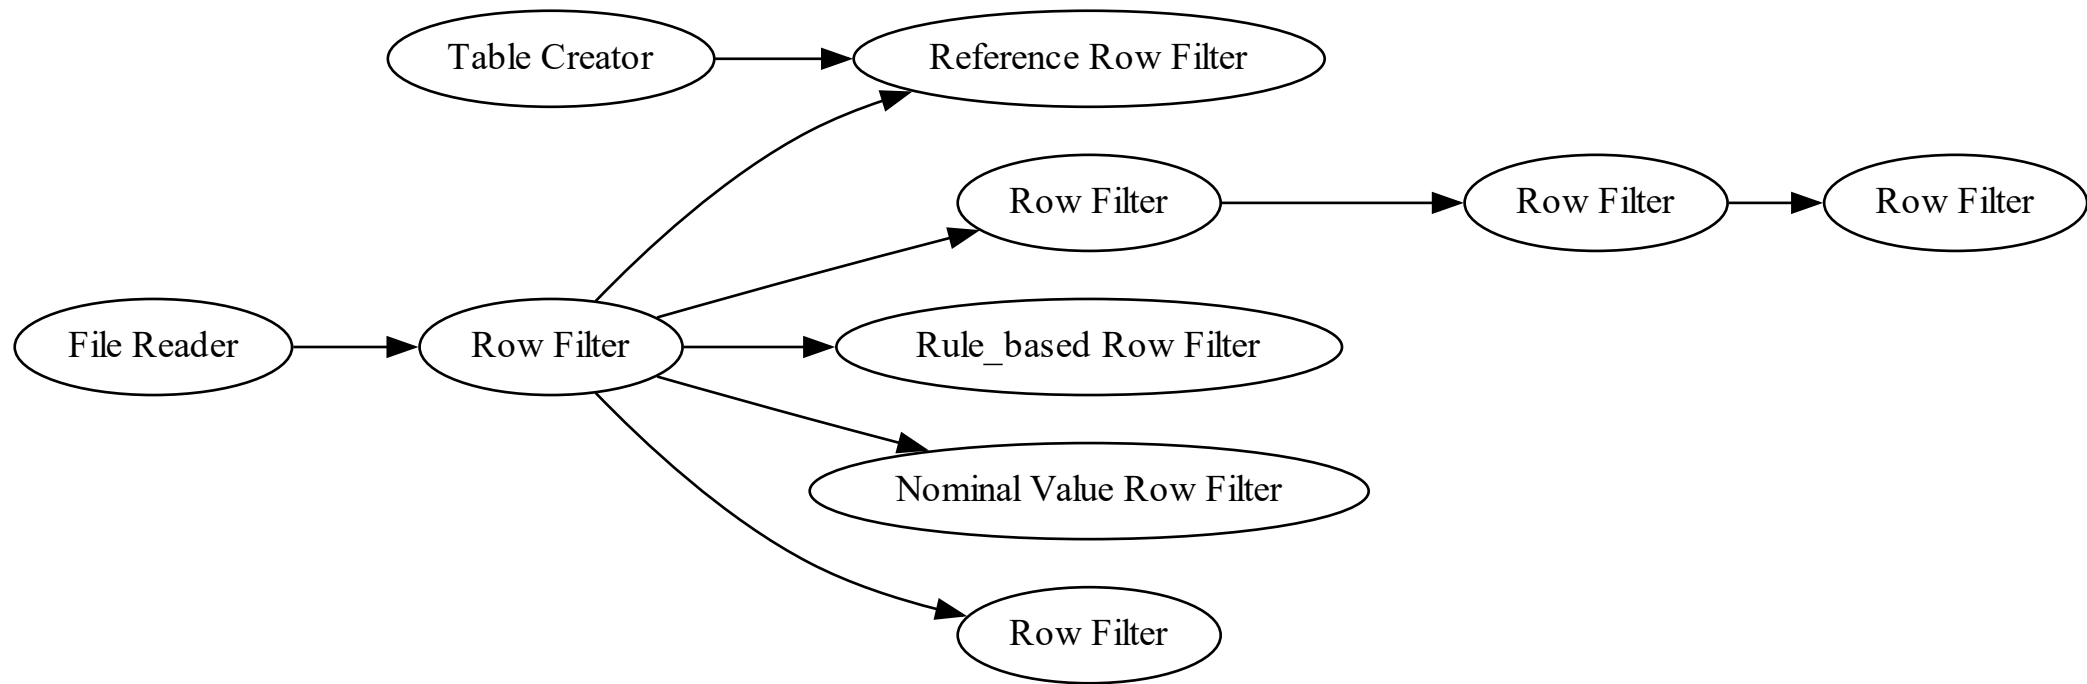 Table Creator
Reference Row Filter
Row Filter
Row Filter
Row Filter
File Reader
Row Filter
Rule_based Row Filter
Nominal Value Row Filter
Row Filter